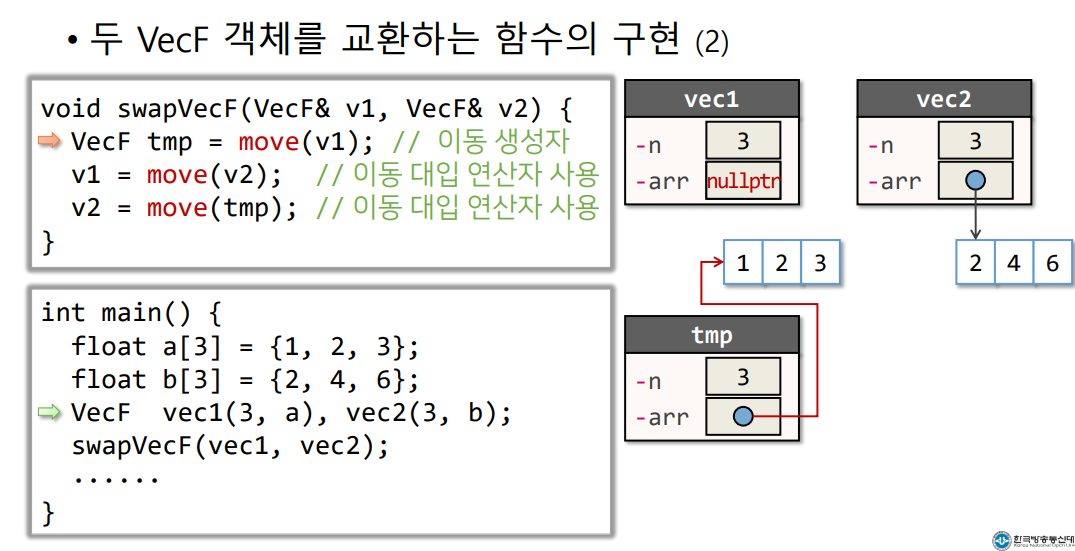 • 두 VecF 객체를 교환하는 함수의 구현 (2)
void swapVecF(VecF& v1, VecF& v2) {
VecF tmp = move(v1); // 이동 생성자
v1 = move(v2); // 이동 대입 연산자 사용
v2 = move(tmp); // 이동 대입 연산자 사용
}
int main() {
float a[3] = {1, 2, 3};
float b[3] = {2, 4, 6};
VecF vec1(3, a), vec2(3, b);
swapVecF(vec1, vec2);
......
}
vec1
-n 3
-arr nullptr
vec2
-n 3
-arr
1 2 3
2 4 6
tmp
-n 3
-arr
한국방송통신대